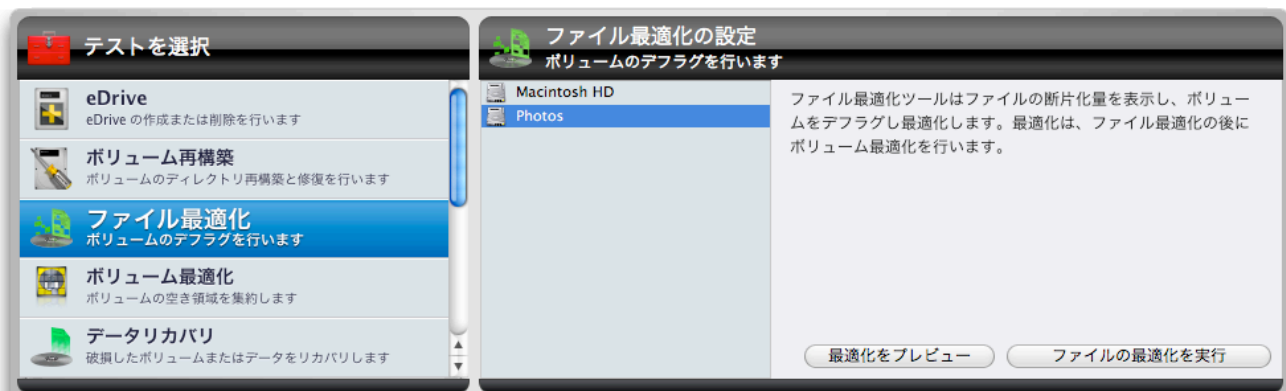 テストを選択
eDrive
eDrive の作成または削除を行います
ボリューム再構築
ボリュームのディレクトリ再構築と修復を行います
ファイル最適化
ボリュームのデフラグを行います
ボリューム最適化
ボリュームの空き領域を集約します
データリカバリ
破損したボリュームまたはデータをリカバリします
ファイル最適化の設定
ボリュームのデフラグを行います
Macintosh HD
Photos
ファイル最適化ツールはファイルの断片化量を表示し、ボリュー
ムをデフラグし最適化します。最適化は、ファイル最適化の後に
ボリューム最適化を行います。
最適化をプレビュー
ファイルの最適化を実行